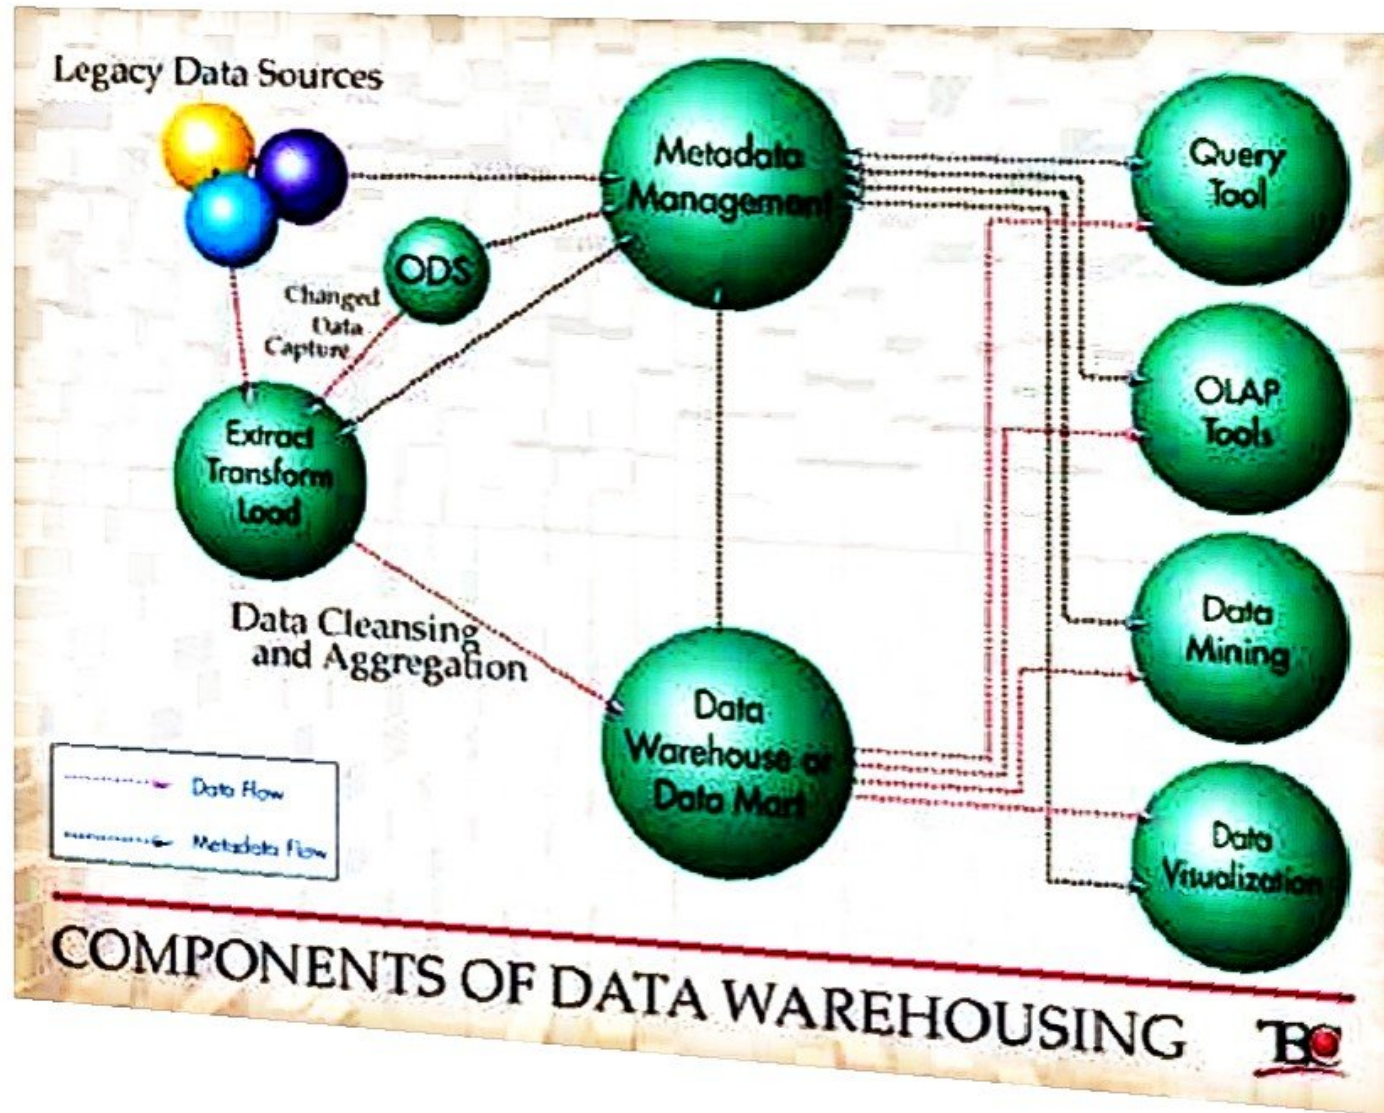 Legacy Data Sources
Metadata
Management
Query
Tool
ODS
Changed
Data
Capture
Extract
Transform
Load
OLAP
Tools
Data Cleansing
and Aggregation
Data
Mining
Data
Warehouse or
Data Mart
Data Flow
Metadata Flow
Data
Visualization
COMPONENTS OF DATA WAREHOUSING
TBC